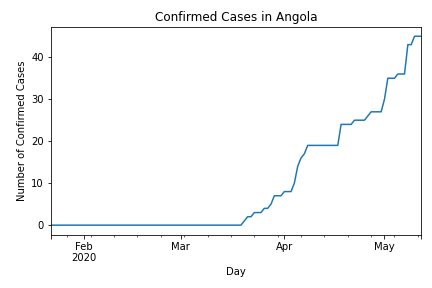 Confirmed Cases in Angola
Number of Confirmed Cases
40
30
20
10
0
Feb
2020
Mar
Apr
May
Day